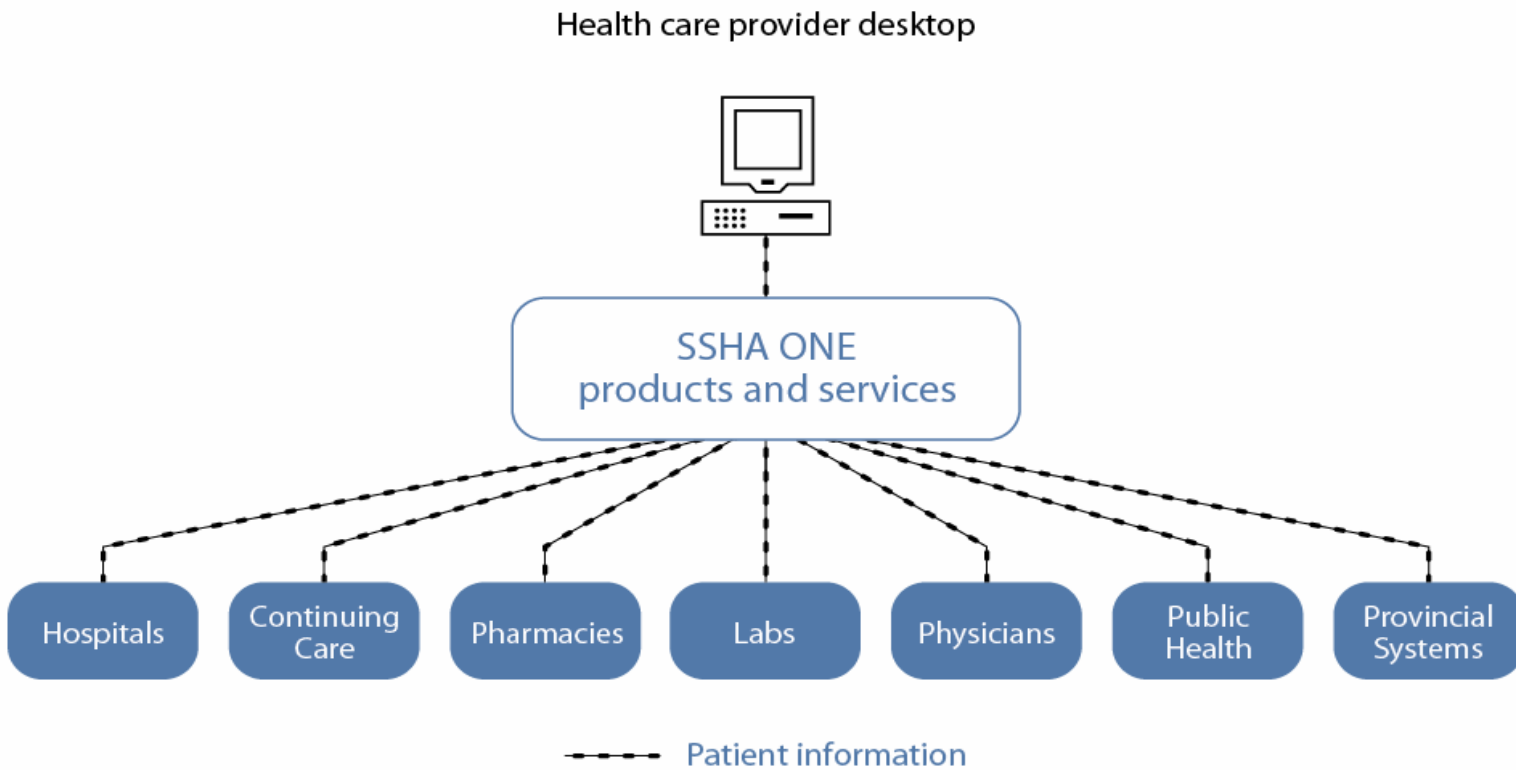 Health care provider desktop
SSHA ONE
products and services
Hospitals
Continuing
Care
Pharmacies
Labs
Physicians
Public
Health
Provincial
Systems
Patient information